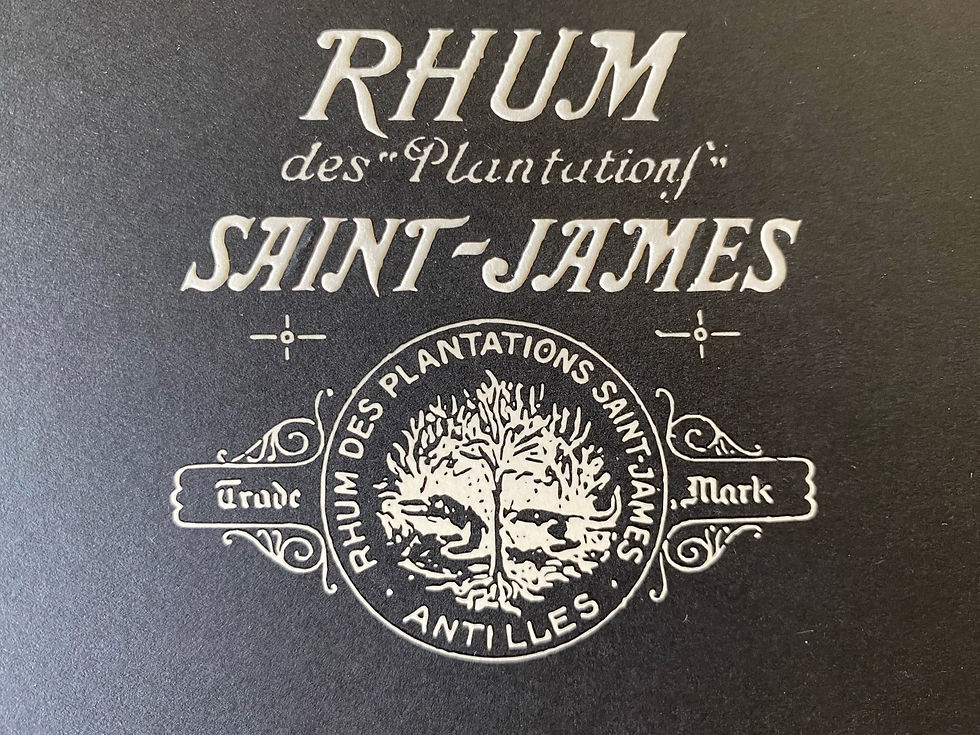 RHUM
des "Plantations"
SAINT-JAMES
RHUM DES PLANTATIONS SAINT-JAMES
Trade Mark
· ANTILLES ·